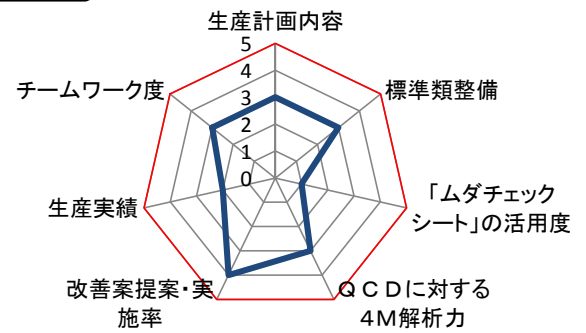 生産計画内容
5
4
3
2
1
0
標準類整備
「ムダチェック
シート」の活用度
ＱＣＤに対する
4Ｍ解析力
改善案提案・実
施率
生産実績
チームワーク度